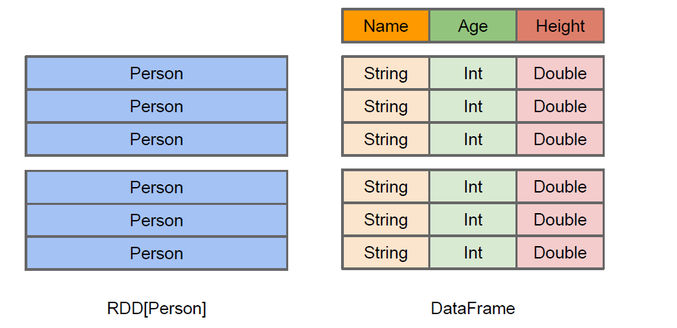 Name Age Height
Person String Int Double
Person String Int Double
Person String Int Double
Person String Int Double
Person String Int Double
Person String Int Double
RDD[Person] DataFrame